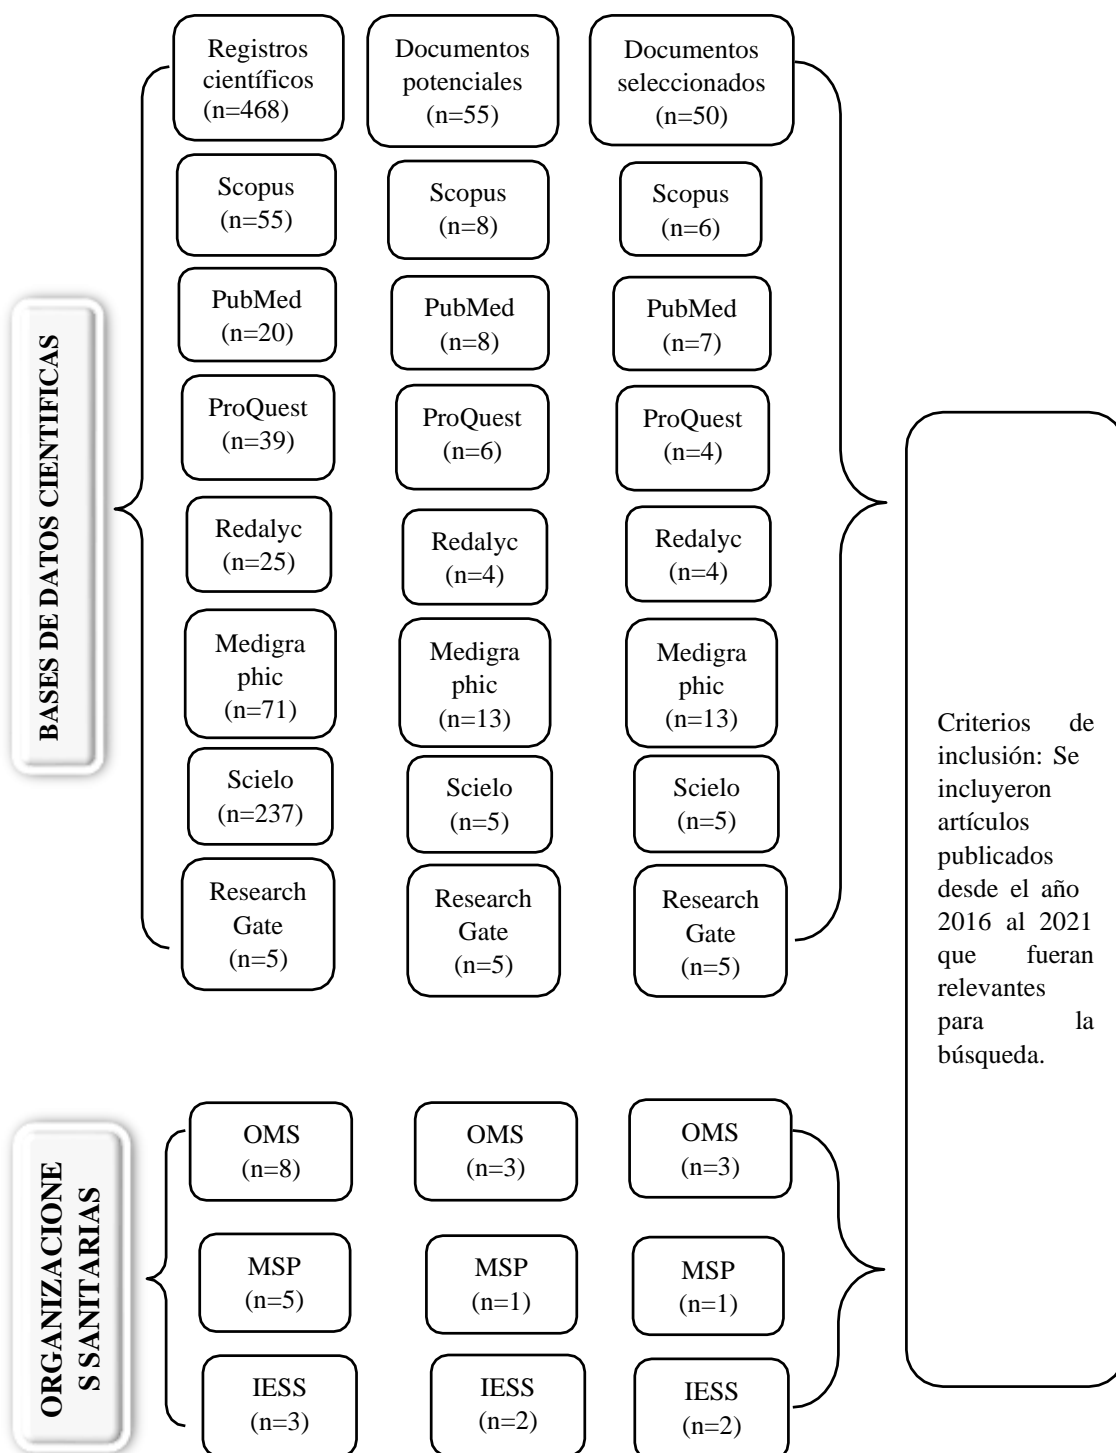 BASES DE DATOS CIENTIFICAS
Registros
científicos
(n=468)
Documentos
potenciales
(n=55)
Documentos
seleccionados
(n=50)
Scopus
(n=55)
Scopus
(n=8)
Scopus
(n=6)
PubMed
(n=20)
PubMed
(n=8)
PubMed
(n=7)
ProQuest
(n=39)
ProQuest
(n=6)
ProQuest
(n=4)
Redalyc
(n=25)
Redalyc
(n=4)
Redalyc
(n=4)
Medigra
phic
(n=71)
Medigra
phic
(n=13)
Medigra
phic
(n=13)
Scielo
(n=237)
Scielo
(n=5)
Scielo
(n=5)
Research
Gate
(n=5)
Research
Gate
(n=5)
Research
Gate
(n=5)
Criterios de
inclusión: Se
incluyeron
artículos
publicados
desde el año
2016 al 2021
que fueran
relevantes
para la
búsqueda.
ORGANIZACIONE
S SANITARIAS
OMS
(n=8)
OMS
(n=3)
OMS
(n=3)
MSP
(n=5)
MSP
(n=1)
MSP
(n=1)
IESS
(n=3)
IESS
(n=2)
IESS
(n=2)